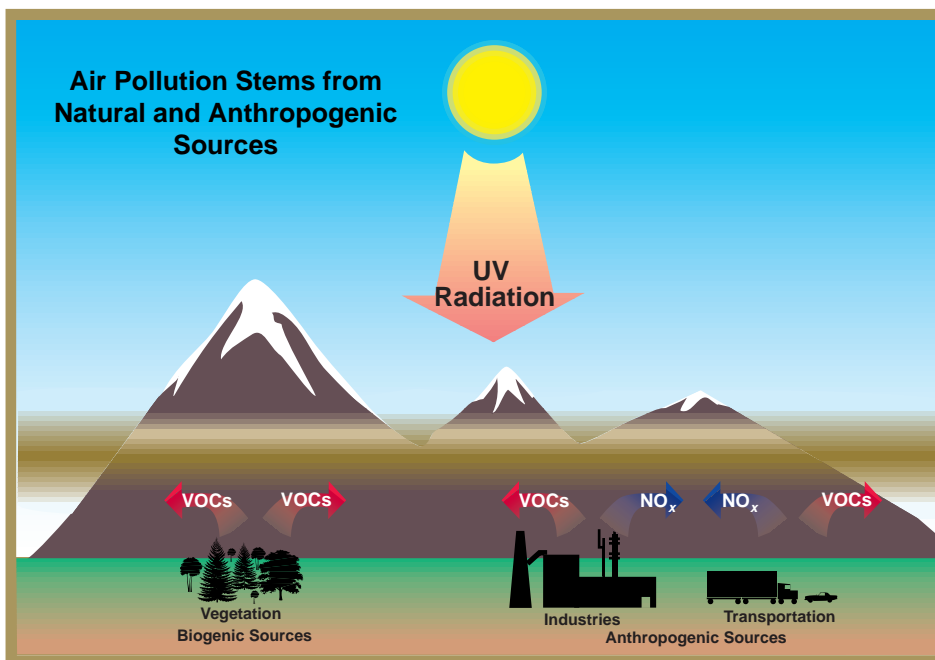 Air Pollution Stems from
Natural and Anthropogenic
Sources
UV
Radiation
VOCs
VOCs
VOCs
NOx
NOx
VOCs
Vegetation
Biogenic Sources
Industries
Transportation
Anthropogenic Sources